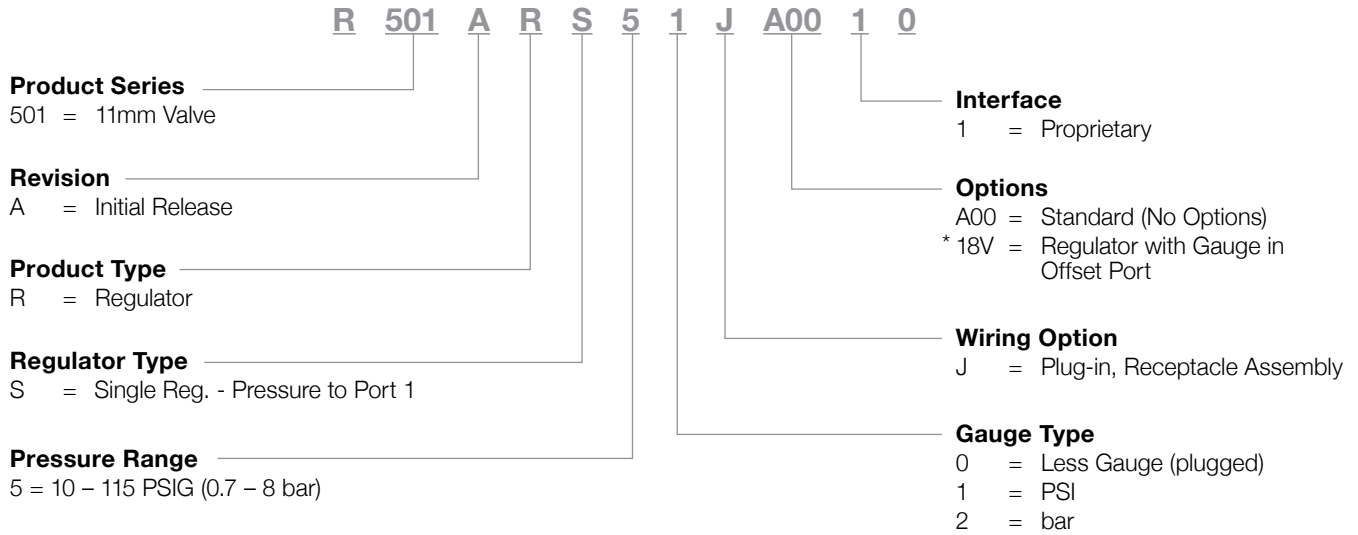 R 501 A R S 5 1 J A00 1 0
Product Series
501 = 11mm Valve
Revision
A = Initial Release
Product Type
R = Regulator
Regulator Type
S = Single Reg. - Pressure to Port 1
Pressure Range
5 = 10 – 115 PSIG (0.7 – 8 bar)
Interface
1 = Proprietary
Options
A00 = Standard (No Options)
* 18V = Regulator with Gauge in
Offset Port
Wiring Option
J = Plug-in, Receptacle Assembly
Gauge Type
0 = Less Gauge (plugged)
1 = PSI
2 = bar